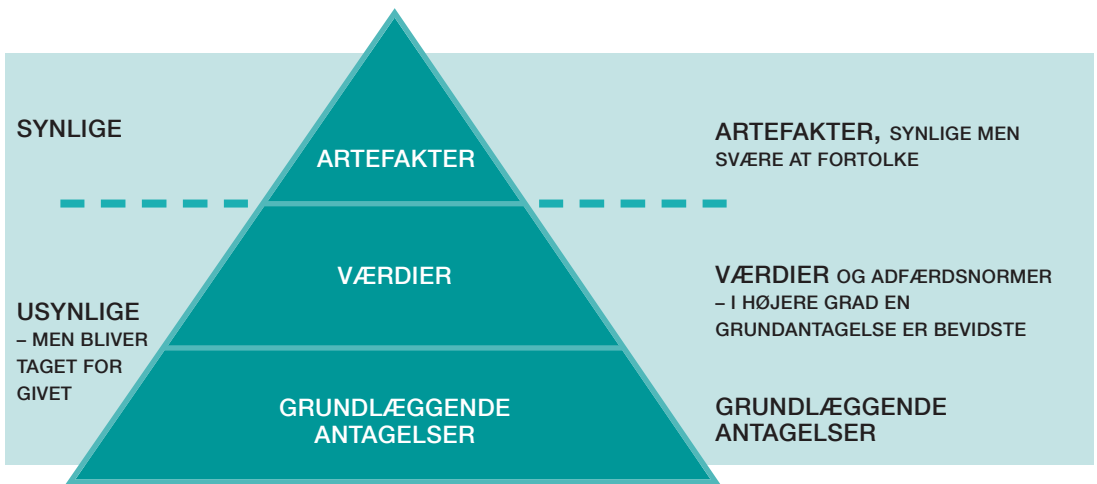 SYNLIGE
ARTEFAKTER
ARTEFAKTER, SYNLIGE MEN
SVÆRE AT FORTOLKE
VÆRDIER
VÆRDIER OG ADFÆRDSNORMER
– I HØJERE GRAD EN
GRUNDANTAGELSE ER BEVIDSTE
USYNLIGE
– MEN BLIVER
TAGET FOR
GIVET
GRUNDLÆGGENDE
ANTAGELSER
GRUNDLÆGGENDE
ANTAGELSER